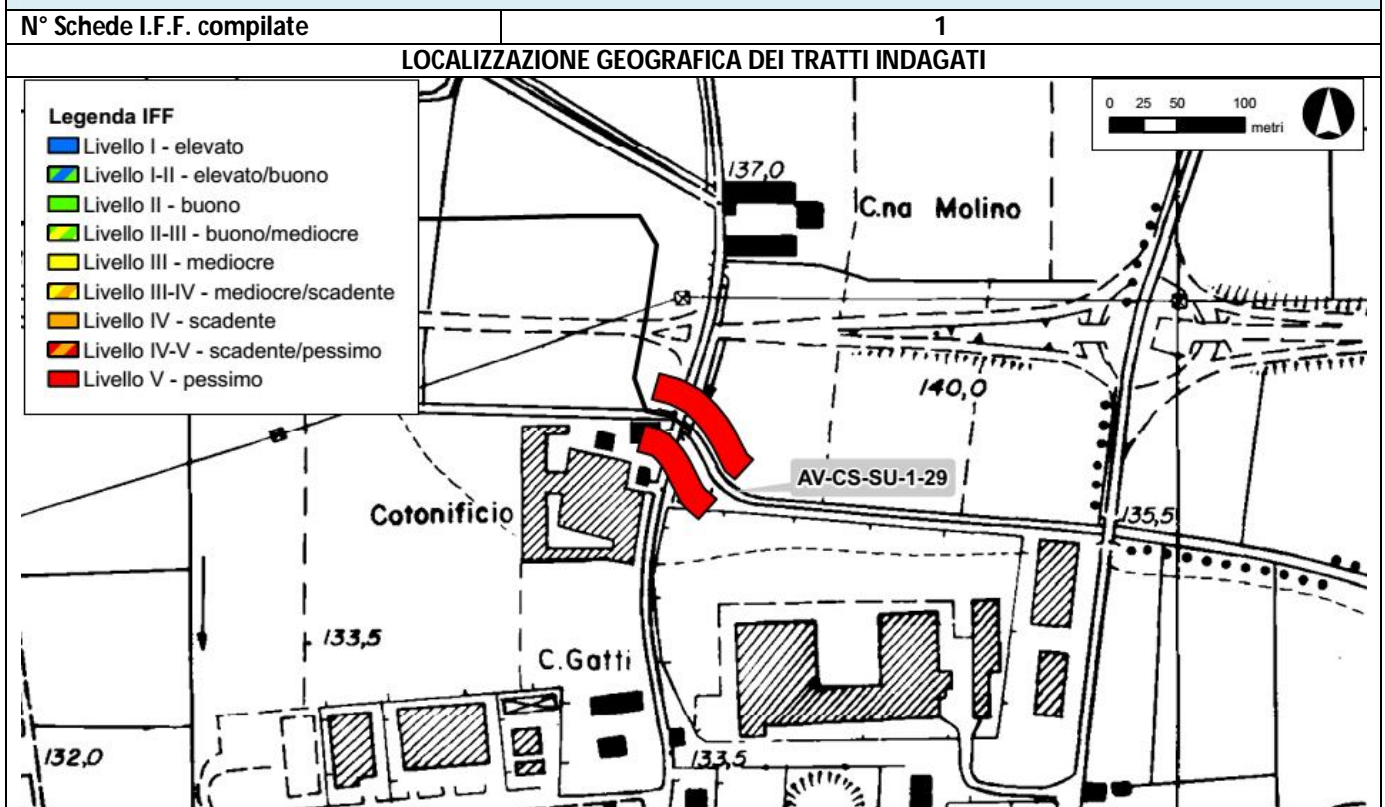 N° Schede I.F.F. compilate 1
LOCALIZZAZIONE GEOGRAFICA DEI TRATTI INDAGATI
Legenda IFF
Livello I - elevato
Livello I-II - elevato/buono
Livello II - buono
Livello II-III - buono/mediocre
Livello III - mediocre
Livello III-IV - mediocre/scadente
Livello IV - scadente
Livello IV-V - scadente/pessimo
Livello V - pessimo
0 25 50 100
metri
137,0
C.na Molino
140,0
AV-CS-SU-1-29
Cotonificio
135,5
133,5
C.Gatti
132,0
133,5